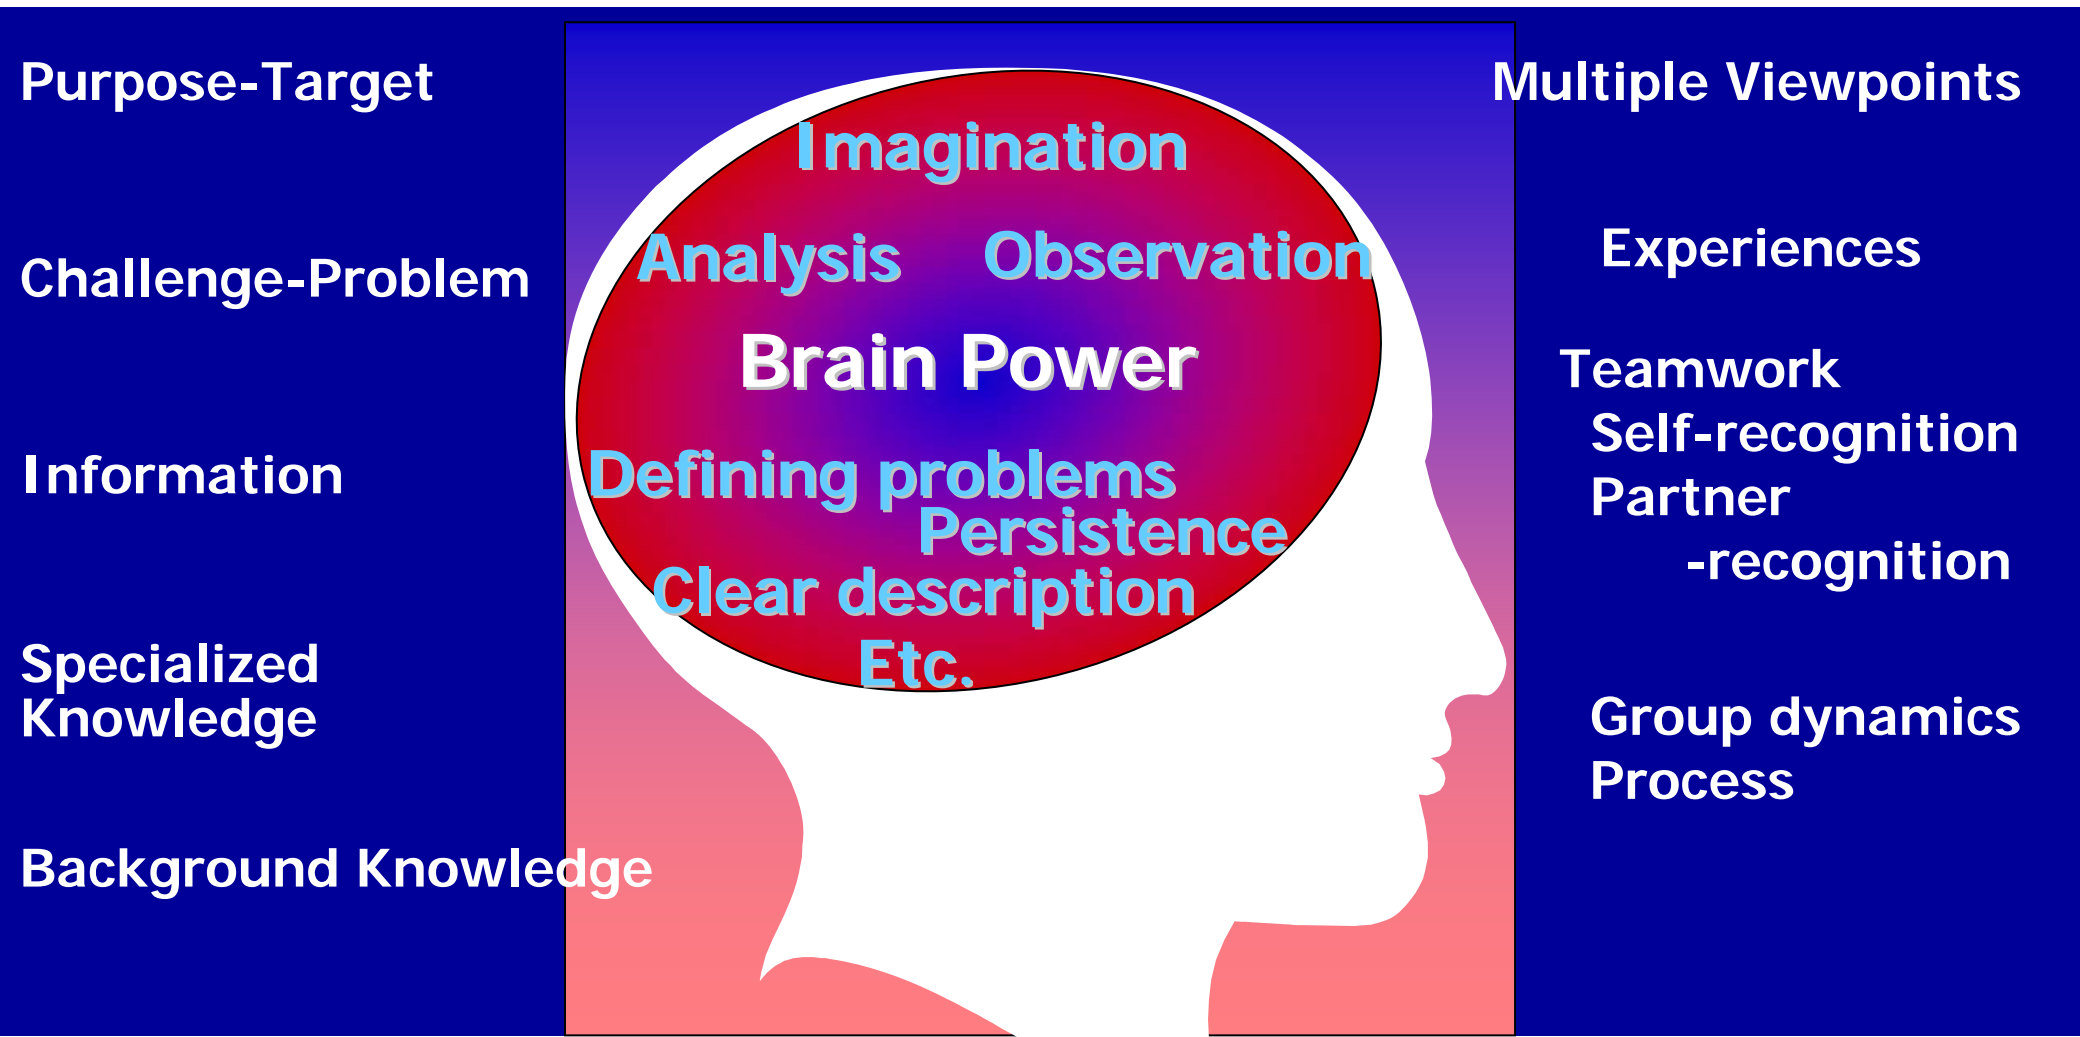 Purpose-Target
Challenge-Problem
Information
Specialized
Knowledge
Background Knowledge
Imagination
Analysis
Observation
Brain Power
Defining problems
Persistence
Clear description
Etc.
Multiple Viewpoints
Experiences
Teamwork
Self-recognition
Partner
-recognition
Group dynamics
Process